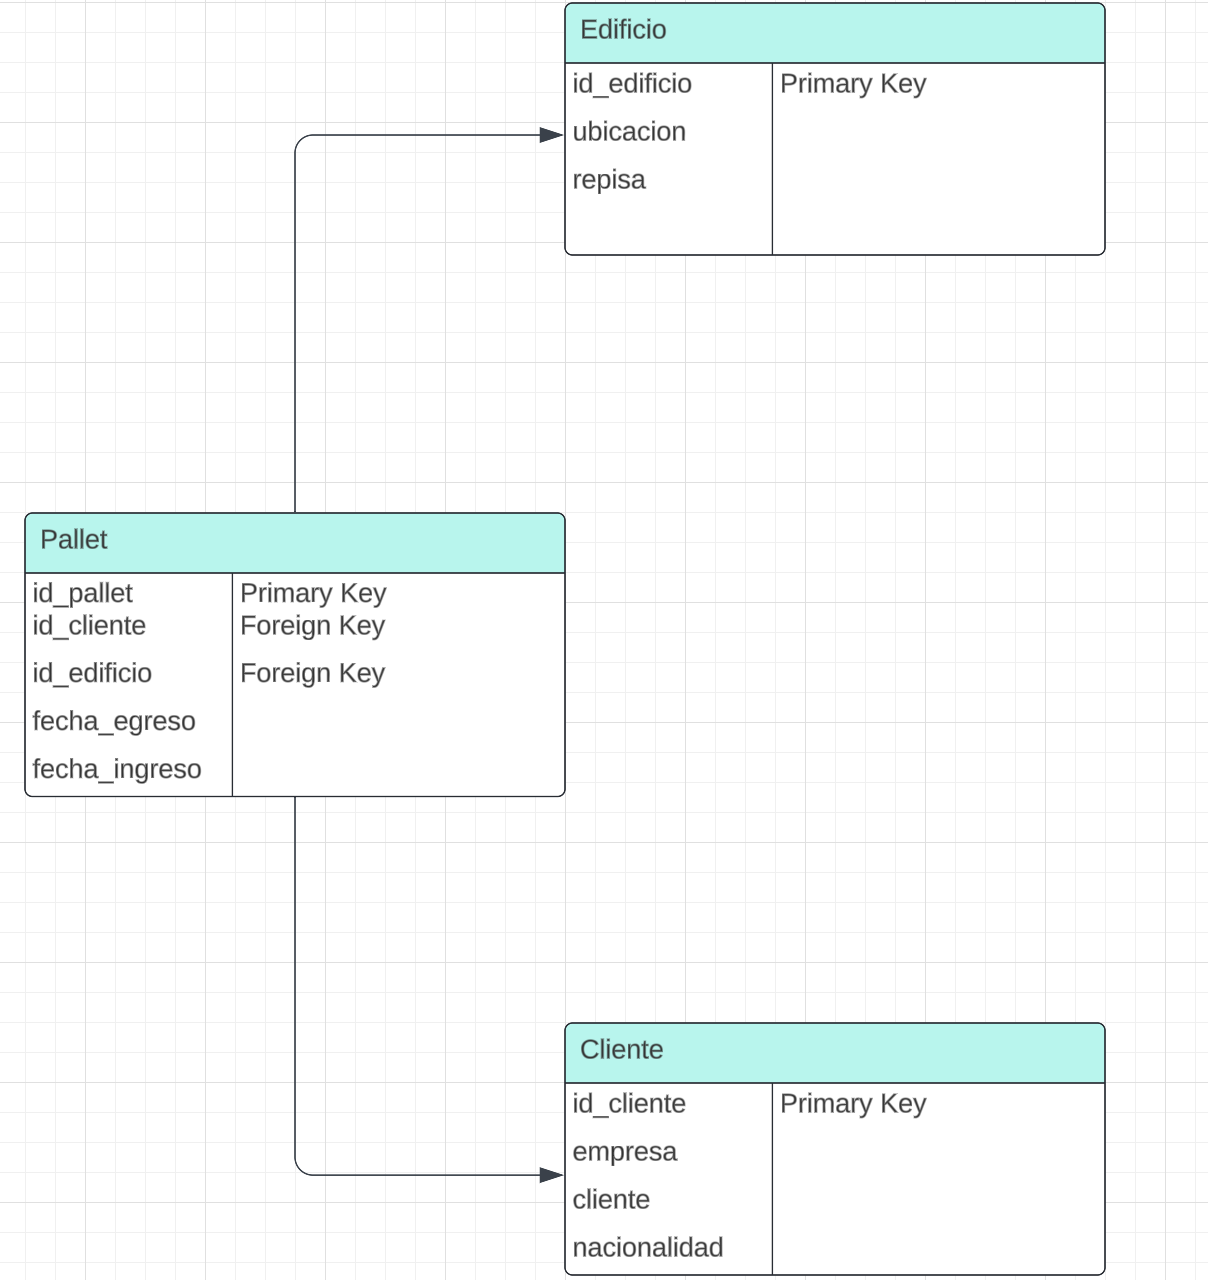 Edificio
id_edificio Primary Key
ubicacion
repisa
Pallet
id_pallet Primary Key
id_cliente Foreign Key
id_edificio Foreign Key
fecha_egreso
fecha_ingreso
Cliente
id_cliente Primary Key
empresa
cliente
nacionalidad